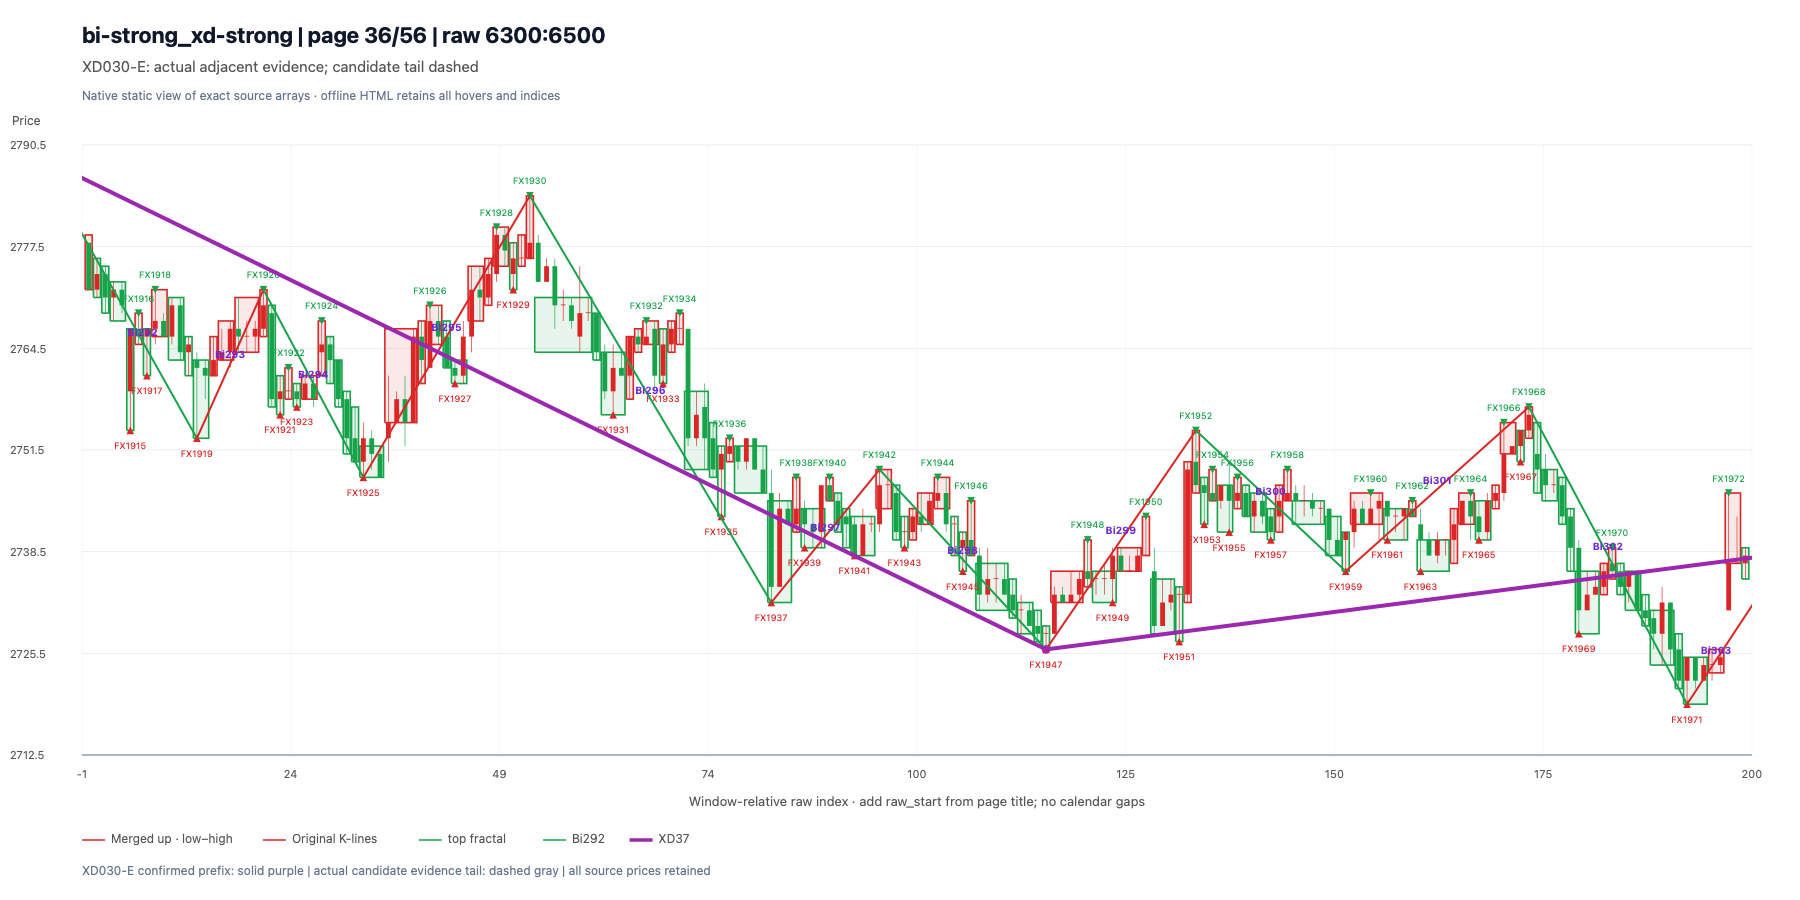 bi-strong_xd-strong | page 36/56 | raw 6300:6500
XD030-E: actual adjacent evidence; candidate tail dashed
Native static view of exact source arrays · offline HTML retains all hovers and indices
Price
2790.5
2777.5
2764.5
2751.5
2738.5
2725.5
2712.5
FX1930
FX1928
FX1918
FX1920
FX1916
FX1924
FX1926
FX1929
FX1932
FX1934
Bi292
Bi293
Bi295
FX1922
Bi294
FX1917
FX1927
Bi296
FX1933
FX1915
FX1919
FX1923
FX1921
FX1925
FX1931
FX1936
FX1935
FX1938
FX1940
FX1942
FX1944
FX1946
Bi297
FX1939
FX1941
FX1943
Bi298
FX1945
FX1937
FX1947
FX1948
Bi299
FX1950
FX1949
FX1951
FX1952
FX1954
FX1956
FX1958
Bi300
FX1953
FX1955
FX1957
FX1959
FX1960
FX1962
Bi301
FX1964
FX1961
FX1963
FX1965
FX1966
FX1968
FX1967
FX1970
Bi302
FX1969
FX1971
Bi303
FX1972
-1 24 49 74 100 125 150 175 200
Window-relative raw index · add raw_start from page title; no calendar gaps
Merged up · low–high Original K-lines top fractal Bi292 XD37
XD030-E confirmed prefix: solid purple | actual candidate evidence tail: dashed gray | all source prices retained